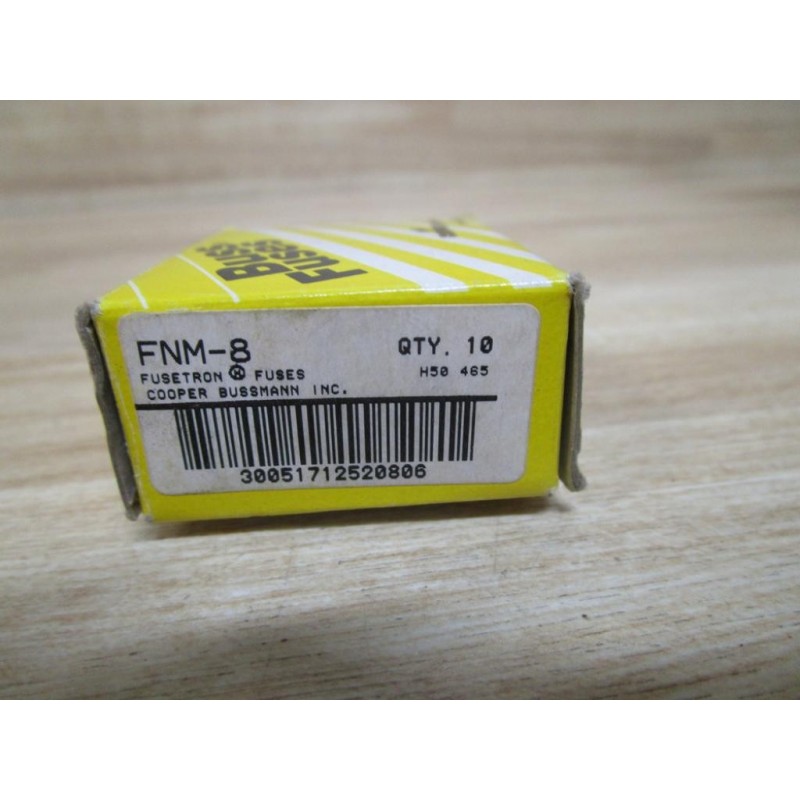 BUSS
FUSES
FNM-8 QTY. 10
FUSETRON ® FUSES H50 465
COOPER BUSSMANN INC.
30051712520806